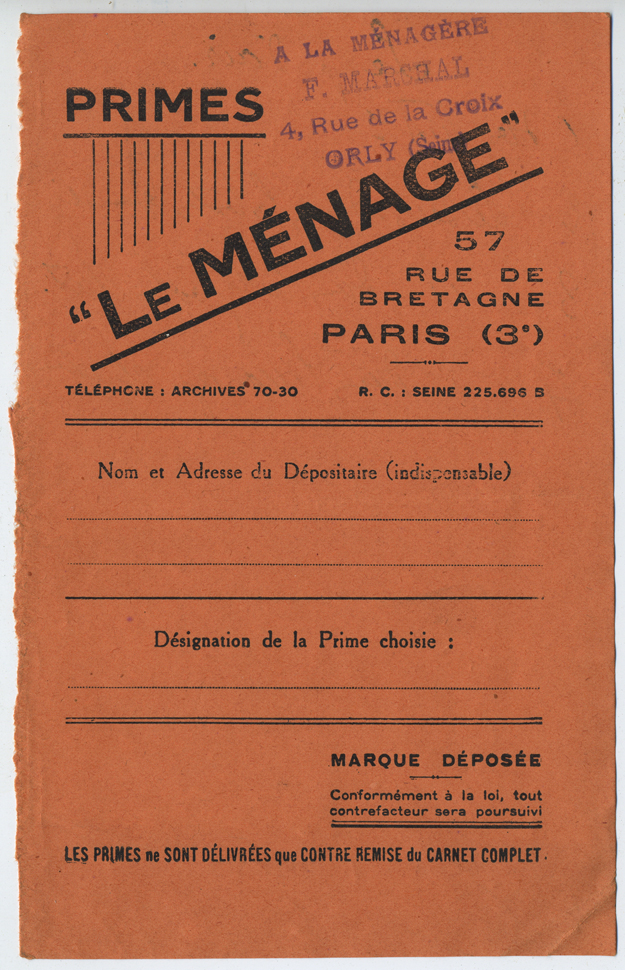 A LA MÉNAGÈRE
F. MARCHAL
4, Rue de la Croix
ORLY (Seine)
PRIMES
"LE MÉNAGE"
57
RUE DE
BRETAGNE
PARIS (3e)
TÉLÉPHONE : ARCHIVES 70-30 R. C. : SEINE 225.696 B
Nom et Adresse du Dépositaire (indispensable)
Désignation de la Prime choisie :
MARQUE DÉPOSÉE
Conformément à la loi, tout
contrefacteur sera poursuivi
LES PRIMES ne SONT DÉLIVRÉES que CONTRE REMISE du CARNET COMPLET.